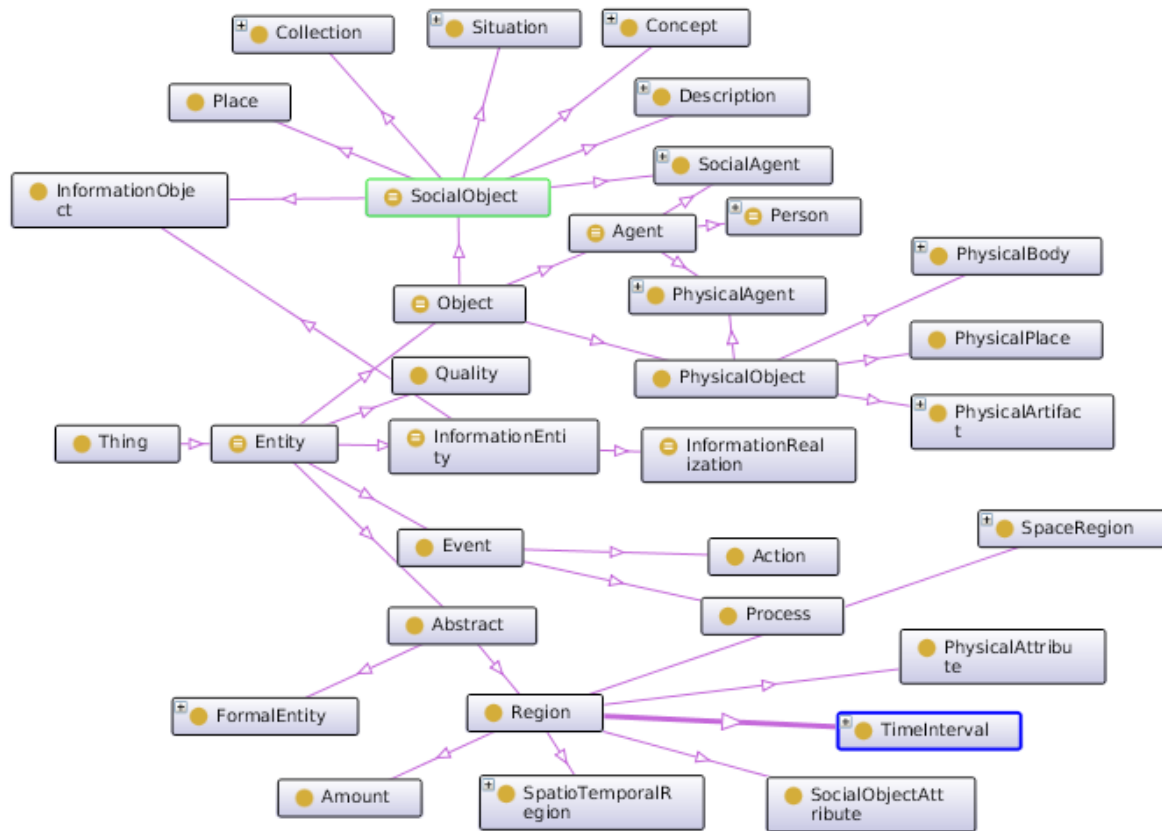 Collection
Situation
Concept
Place
Description
SocialAgent
InformationObje
ct
SocialObject
Person
Agent
PhysicalBody
PhysicalAgent
Object
PhysicalPlace
Quality
PhysicalObject
PhysicalArtifac
t
Thing
Entity
InformationEnti
ty
InformationReal
ization
SpaceRegion
Event
Action
Process
Abstract
PhysicalAttribu
te
FormalEntity
Region
TimeInterval
Amount
SpatioTemporalR
egion
SocialObjectAtt
ribute